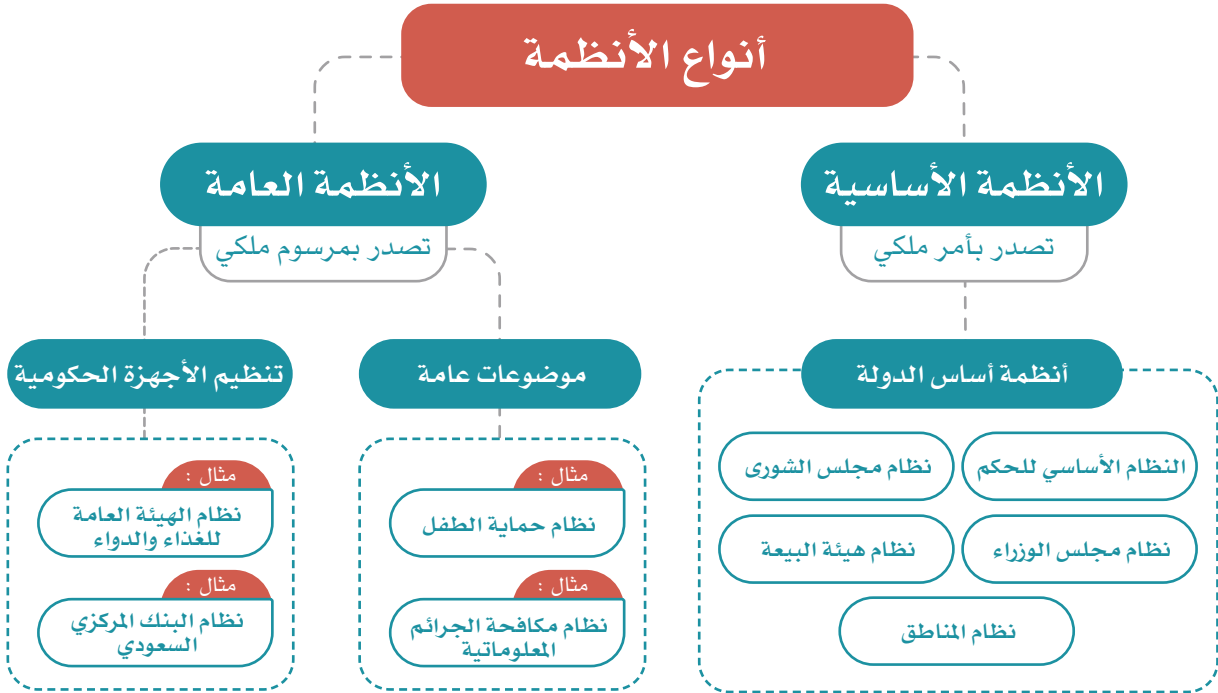 أنواع الأنظمة
الأنظمة الأساسية
تصدر بأمر ملكي
أنظمة أساس الدولة
النظام الأساسي للحكم
نظام مجلس الشورى
نظام مجلس الوزراء
نظام هيئة البيعة
نظام المناطق
الأنظمة العامة
تصدر بمرسوم ملكي
موضوعات عامة
مثال :
نظام حماية الطفل
مثال :
نظام مكافحة الجرائم
المعلوماتية
تنظيم الأجهزة الحكومية
مثال :
نظام الهيئة العامة
للغذاء والدواء
مثال :
نظام البنك المركزي
السعودي